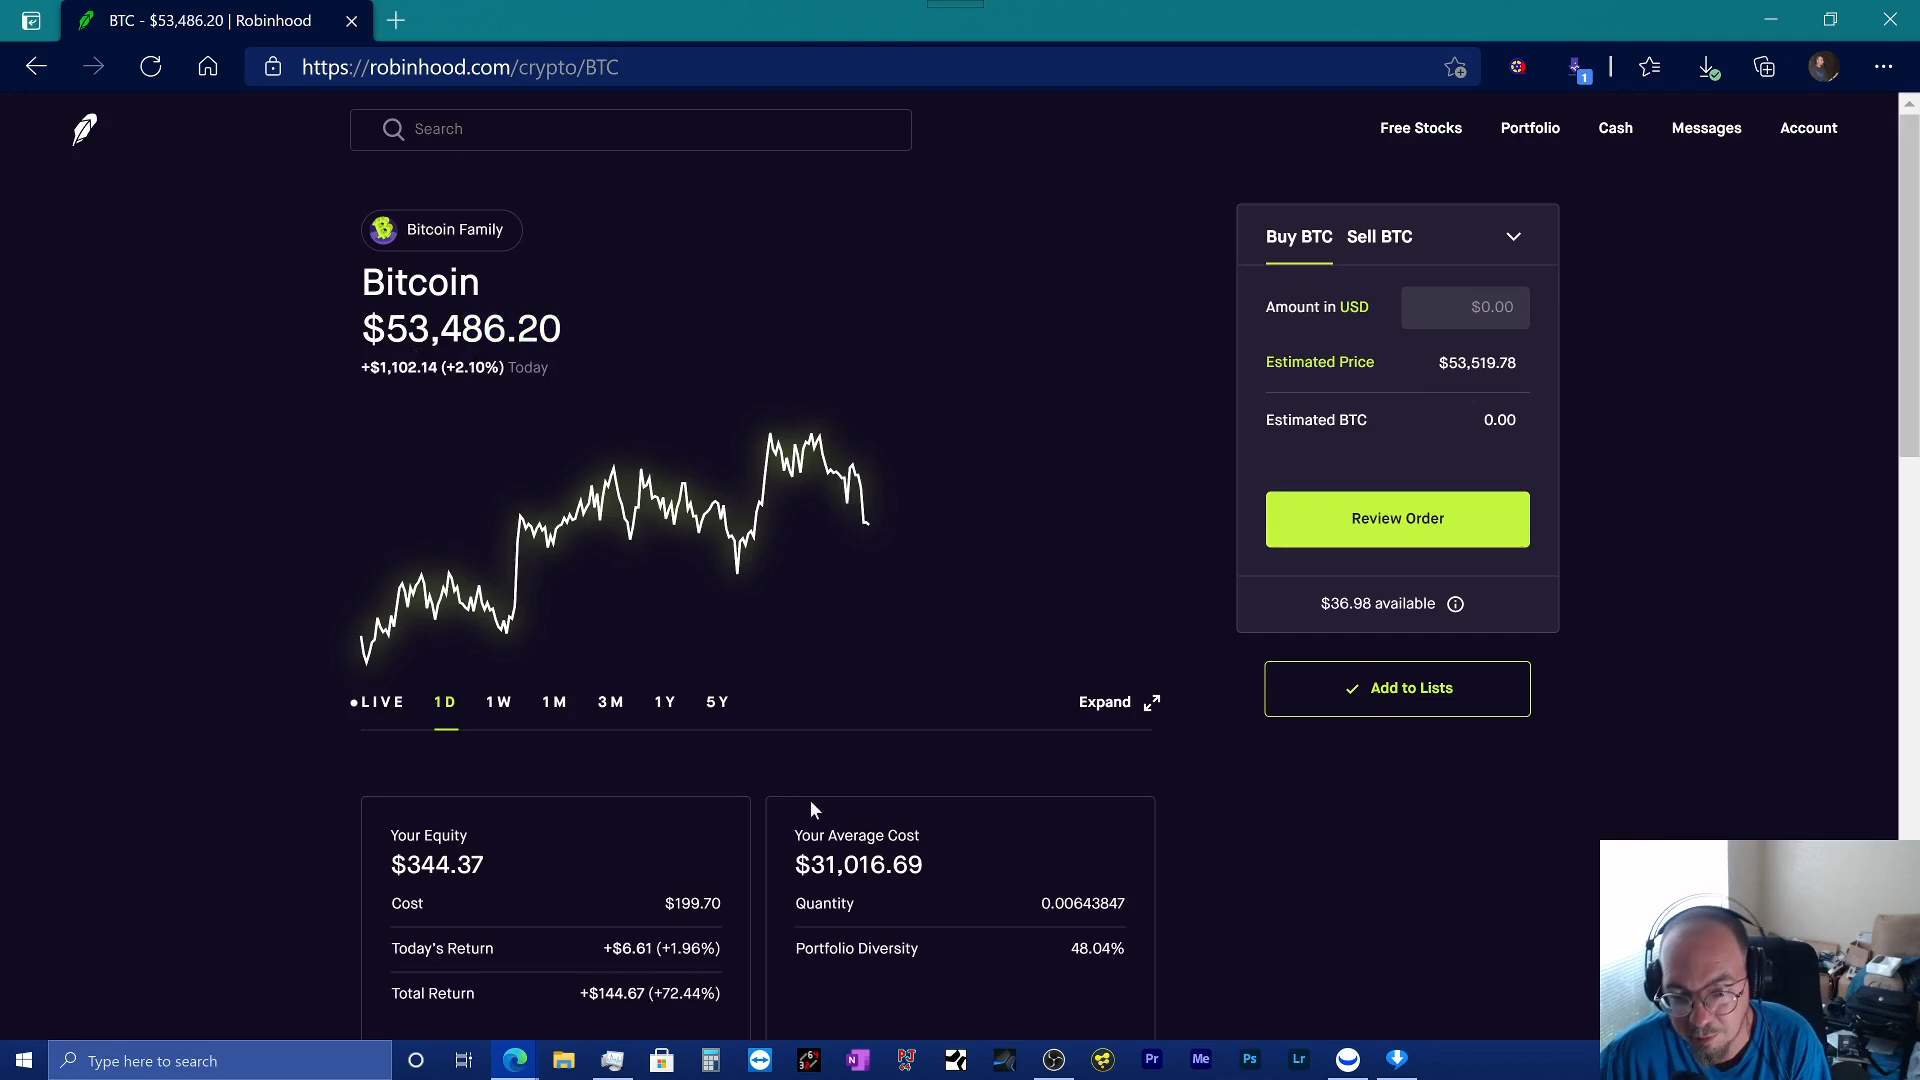 BTC - $53,486.20 | Robinhood
https://robinhood.com/crypto/BTC
1
Search
Free Stocks Portfolio Cash Messages Account
Bitcoin Family
Bitcoin
$53,486.20
+$1,102.14 (+2.10%) Today
Buy BTC Sell BTC
Amount in USD $0.00
Estimated Price $53,519.78
Estimated BTC 0.00
Review Order
$36.98 available
Add to Lists
LIVE 1D 1W 1M 3M 1Y 5Y Expand
Your Equity
$344.37
Cost $199.70
Today's Return +$6.61 (+1.96%)
Total Return +$144.67 (+72.44%)
Your Average Cost
$31,016.69
Quantity 0.00643847
Portfolio Diversity 48.04%
Type here to search
N
Pr Me Ps Lr